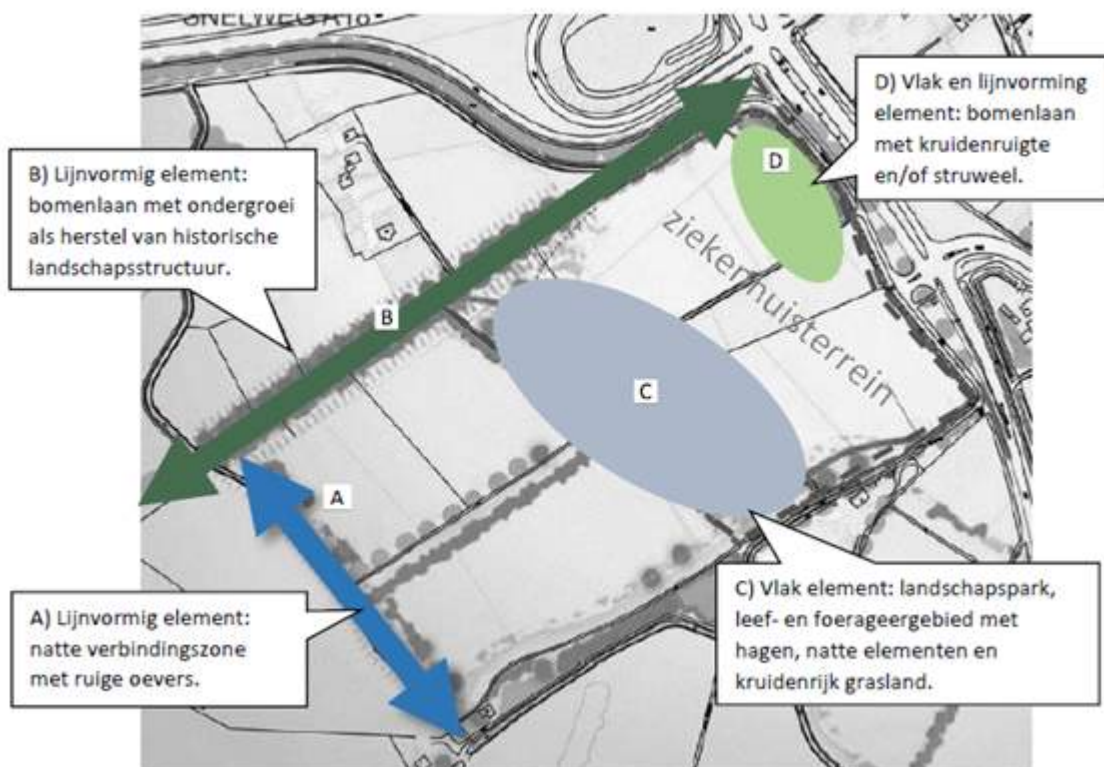 SNELWEG A18
D) Vlak en lijnvorming
element: bomenlaan
met kruidenruigte
en/of struweel.
D
B) Lijnvormig element:
bomenlaan met ondergroei
als herstel van historische
landschapsstructuur.
ziekenhuisterrein
B
C
A
A) Lijnvormig element:
natte verbindingszone
met ruige oevers.
C) Vlak element: landschapspark,
leef- en foerageergebied met
hagen, natte elementen en
kruidenrijk grasland.